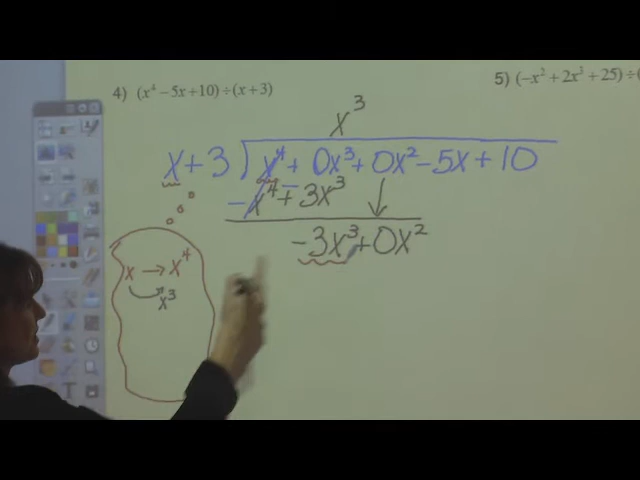 4) (x⁴ − 5x + 10) ÷ (x + 3)
5) (−x² + 2x³ + 25) ÷ (
x³
x + 3 x⁴ + 0x³ + 0x² − 5x + 10
− x⁴ + 3x³
−3x³ + 0x²
x → x⁴
x³